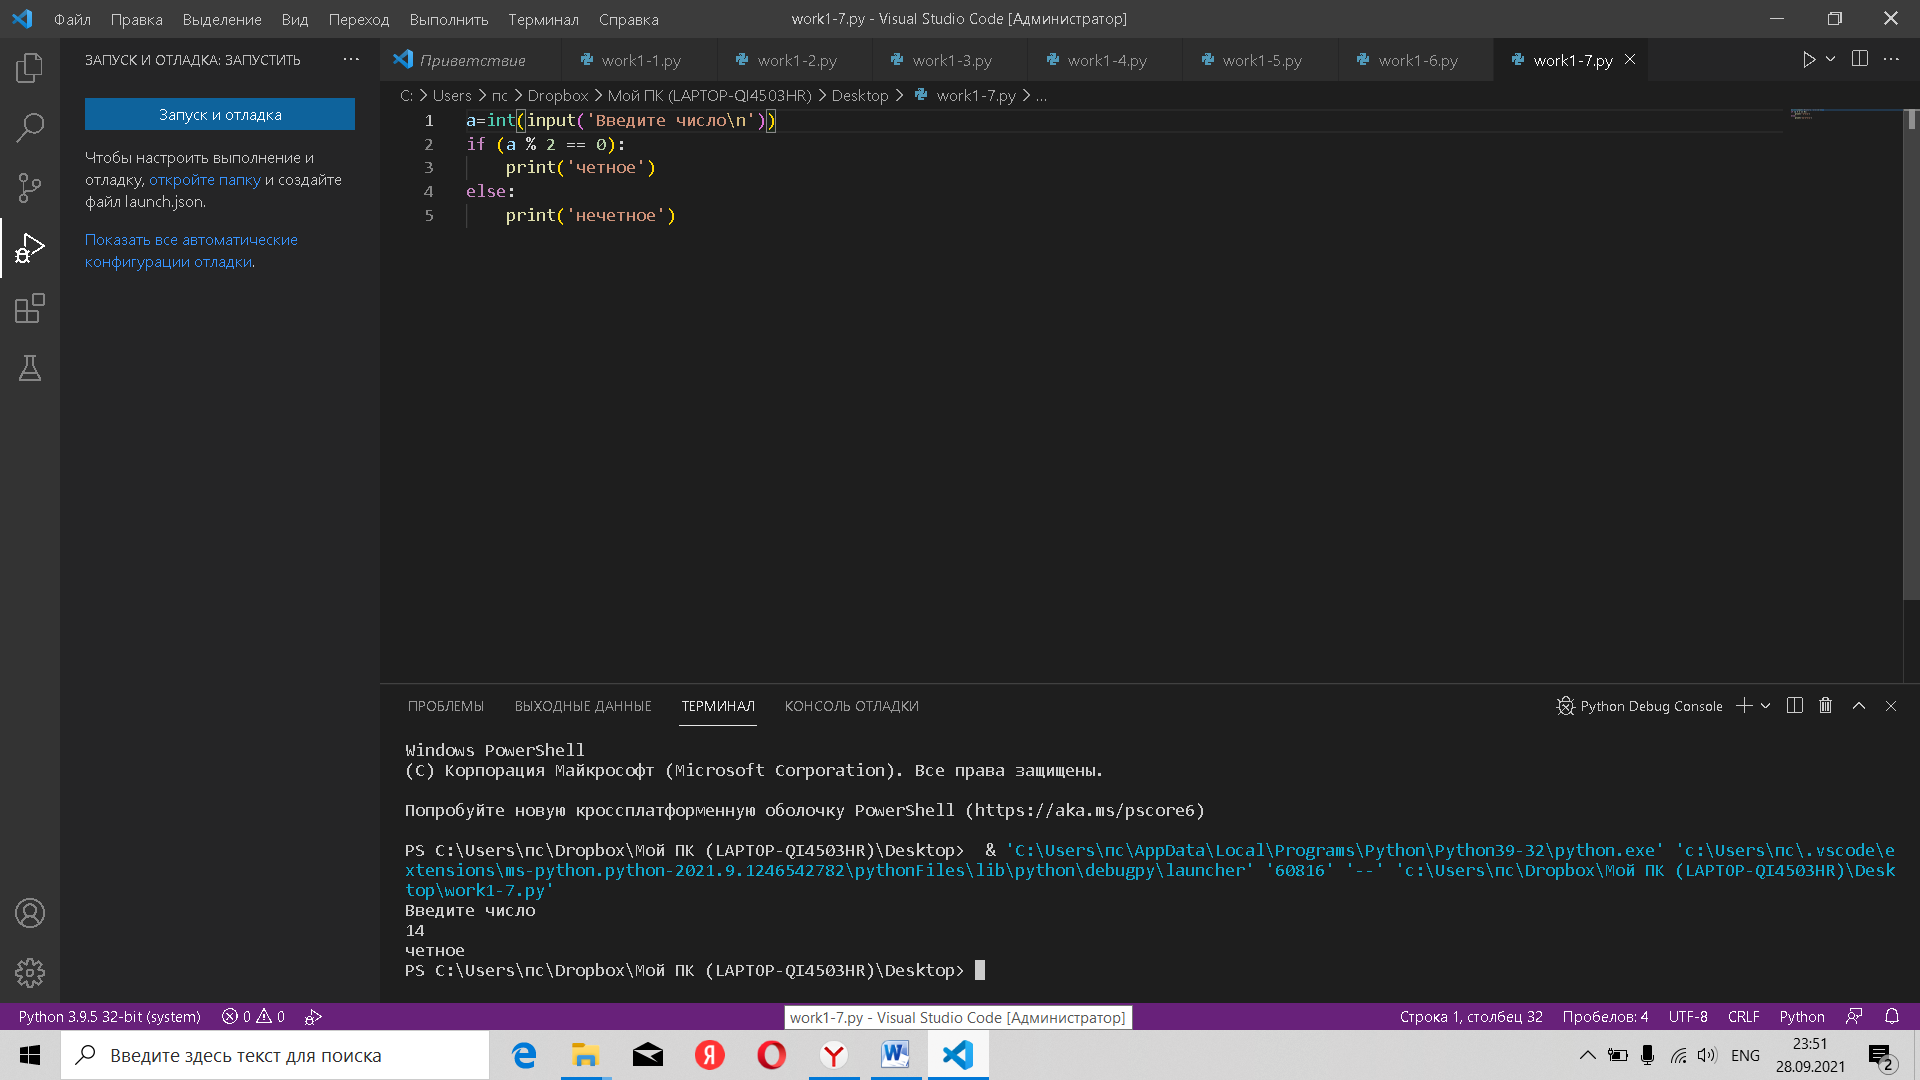 Файл Правка Выделение Вид Переход Выполнить Терминал Справка
work1-7.py - Visual Studio Code [Администратор]
ЗАПУСК И ОТЛАДКА: ЗАПУСТИТЬ
Запуск и отладка
Чтобы настроить выполнение и
отладку, откройте папку и создайте
файл launch.json.
Показать все автоматические
конфигурации отладки.
Приветствие work1-1.py work1-2.py work1-3.py work1-4.py work1-5.py work1-6.py work1-7.py
C: > Users > пс > Dropbox > Мой ПК (LAPTOP-QI4503HR) > Desktop > work1-7.py > ...
1 a=int(input('Введите число\n'))
2 if (a % 2 == 0):
3 print('четное')
4 else:
5 print('нечетное')
ПРОБЛЕМЫ ВЫХОДНЫЕ ДАННЫЕ ТЕРМИНАЛ КОНСОЛЬ ОТЛАДКИ
Python Debug Console
Windows PowerShell
(C) Корпорация Майкрософт (Microsoft Corporation). Все права защищены.
Попробуйте новую кроссплатформенную оболочку PowerShell (https://aka.ms/pscore6)
PS C:\Users\пс\Dropbox\Мой ПК (LAPTOP-QI4503HR)\Desktop>  & 'C:\Users\пс\AppData\Local\Programs\Python\Python39-32\python.exe' 'c:\Users\пс\.vscode\e
xtensions\ms-python.python-2021.9.1246542782\pythonFiles\lib\python\debugpy\launcher' '60816' '--' 'c:\Users\пс\Dropbox\Мой ПК (LAPTOP-QI4503HR)\Desk
top\work1-7.py'
Введите число
14
четное
PS C:\Users\пс\Dropbox\Мой ПК (LAPTOP-QI4503HR)\Desktop>
Python 3.9.5 32-bit (system) 0 0
work1-7.py - Visual Studio Code [Администратор]
Строка 1, столбец 32 Пробелов: 4 UTF-8 CRLF Python
Введите здесь текст для поиска
ENG
23:51
28.09.2021
2